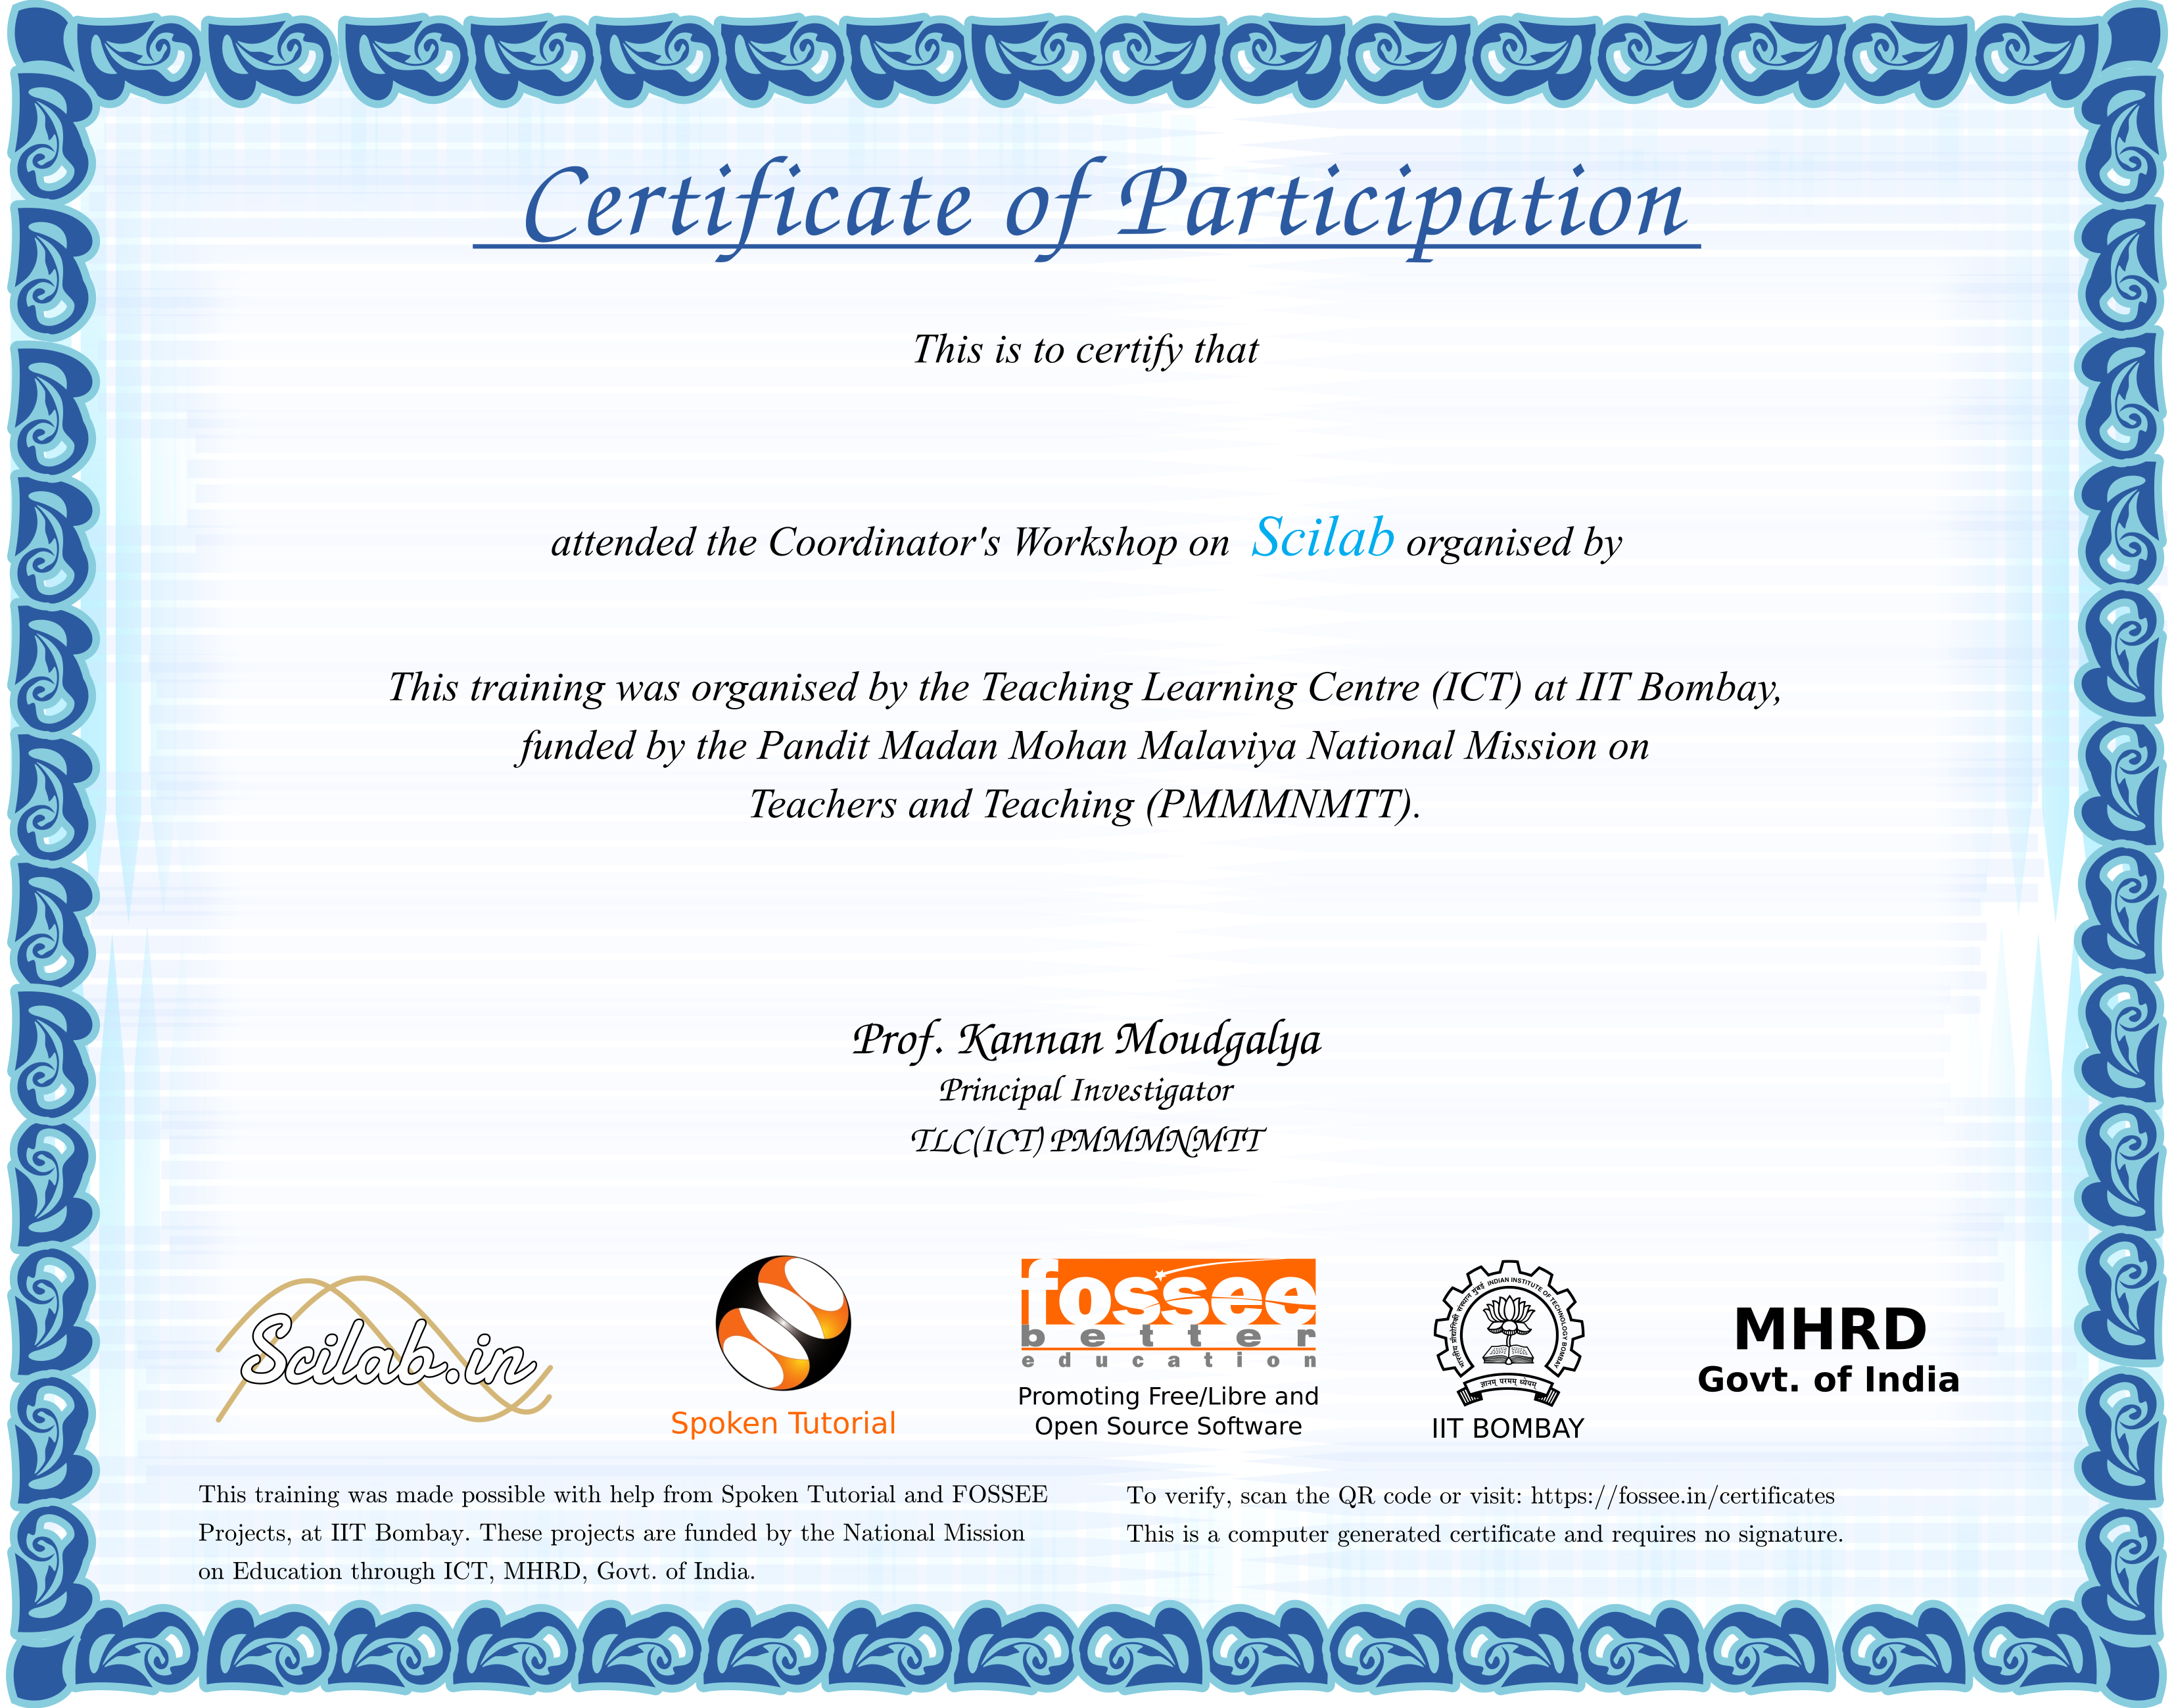 Certificate of Participation
This is to certify that
attended the Coordinator's Workshop on Scilab organised by
This training was organised by the Teaching Learning Centre (ICT) at IIT Bombay,
funded by the Pandit Madan Mohan Malaviya National Mission on
Teachers and Teaching (PMMMNMTT).
Prof. Kannan Moudgalya
Principal Investigator
TLC(ICT) PMMMNMTT
Scilab.in
Spoken Tutorial
fossee
better
education
Promoting Free/Libre and
Open Source Software
भारतीय प्रौद्योगिकी संस्थान मुंबई INDIAN INSTITUTE OF TECHNOLOGY BOMBAY
ज्ञानम् परमम् ध्येयम्
IIT BOMBAY
MHRD
Govt. of India
This training was made possible with help from Spoken Tutorial and FOSSEE
Projects, at IIT Bombay. These projects are funded by the National Mission
on Education through ICT, MHRD, Govt. of India.
To verify, scan the QR code or visit: https://fossee.in/certificates
This is a computer generated certificate and requires no signature.